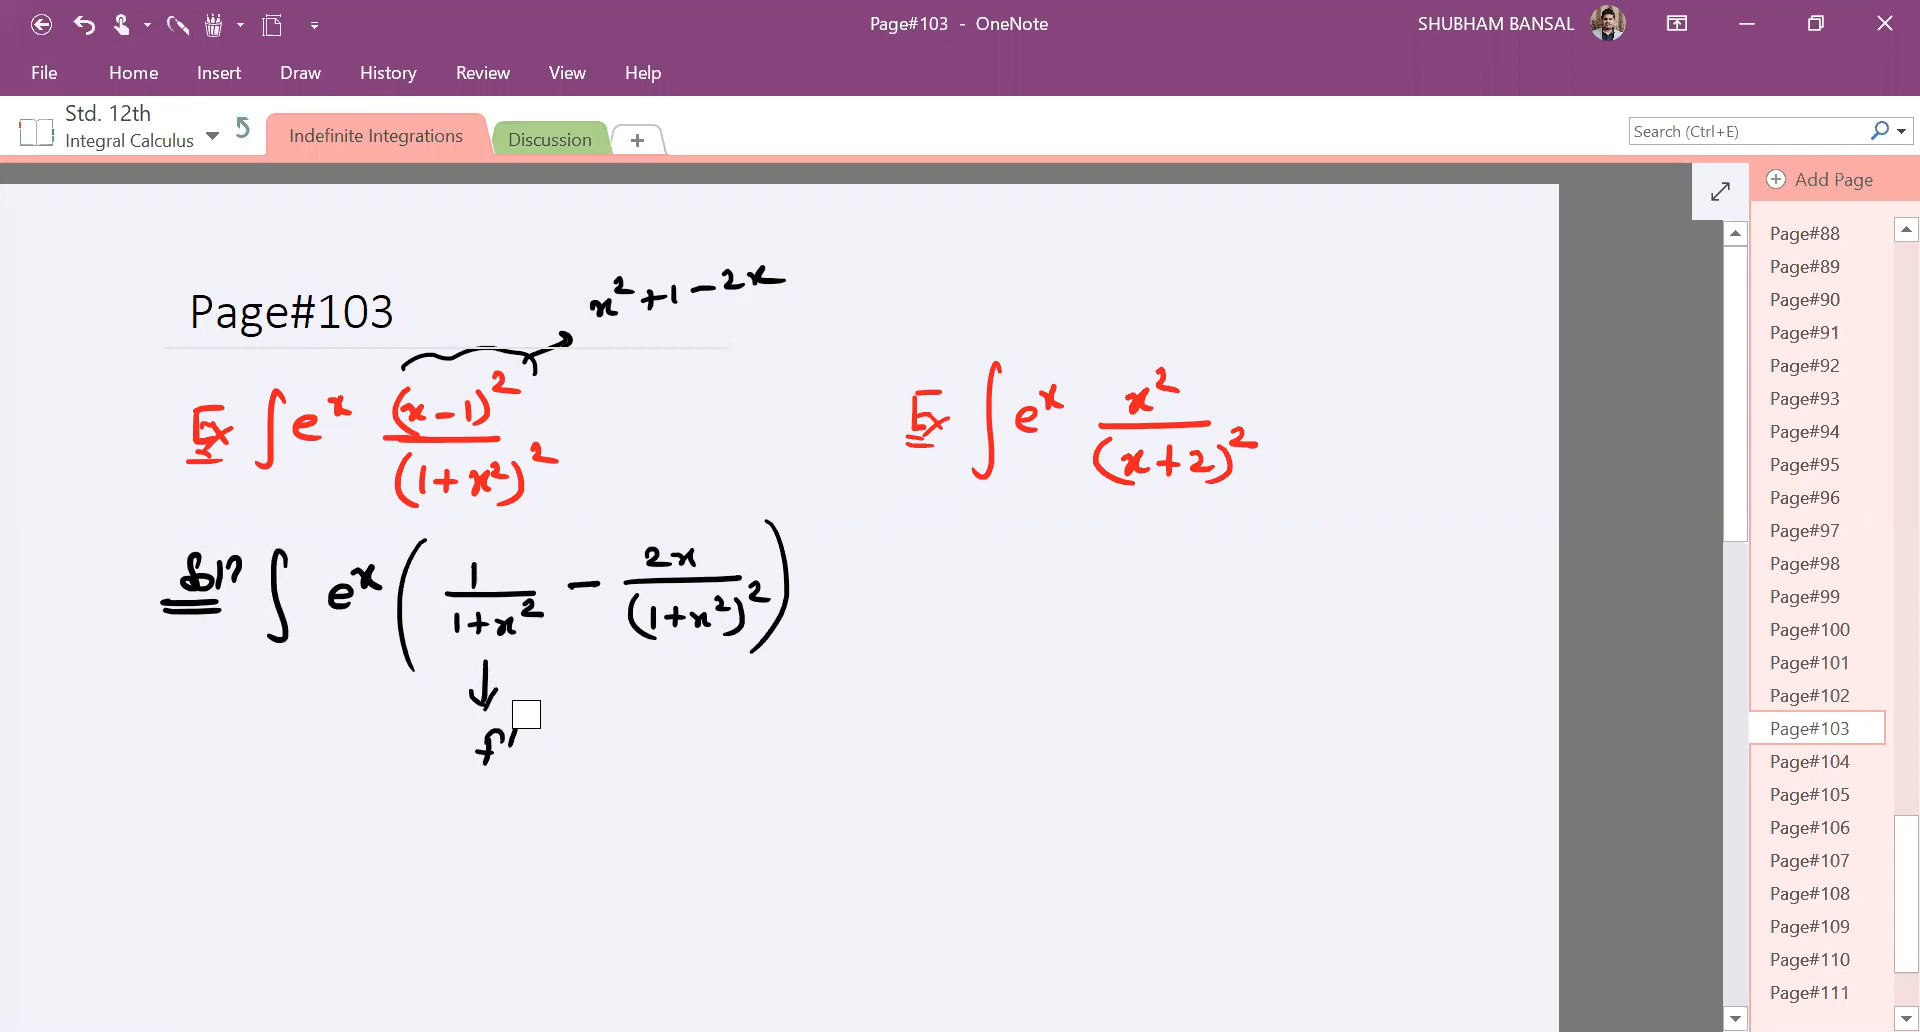 Page#103 - OneNote
SHUBHAM BANSAL
File Home Insert Draw History Review View Help
Std. 12th
Integral Calculus
Indefinite Integrations
Discussion
+
Search (Ctrl+E)
Add Page
Page#88
Page#89
Page#90
Page#91
Page#92
Page#93
Page#94
Page#95
Page#96
Page#97
Page#98
Page#99
Page#100
Page#101
Page#102
Page#103
Page#104
Page#105
Page#106
Page#107
Page#108
Page#109
Page#110
Page#111
Page#103
x² + 1 - 2x
Ex ∫ e^x (x-1)² / (1+x²)²
Ex ∫ e^x x² / (x+2)²
Solⁿ ∫ e^x ( 1 / (1+x²) - 2x / (1+x²)² )
↓
f